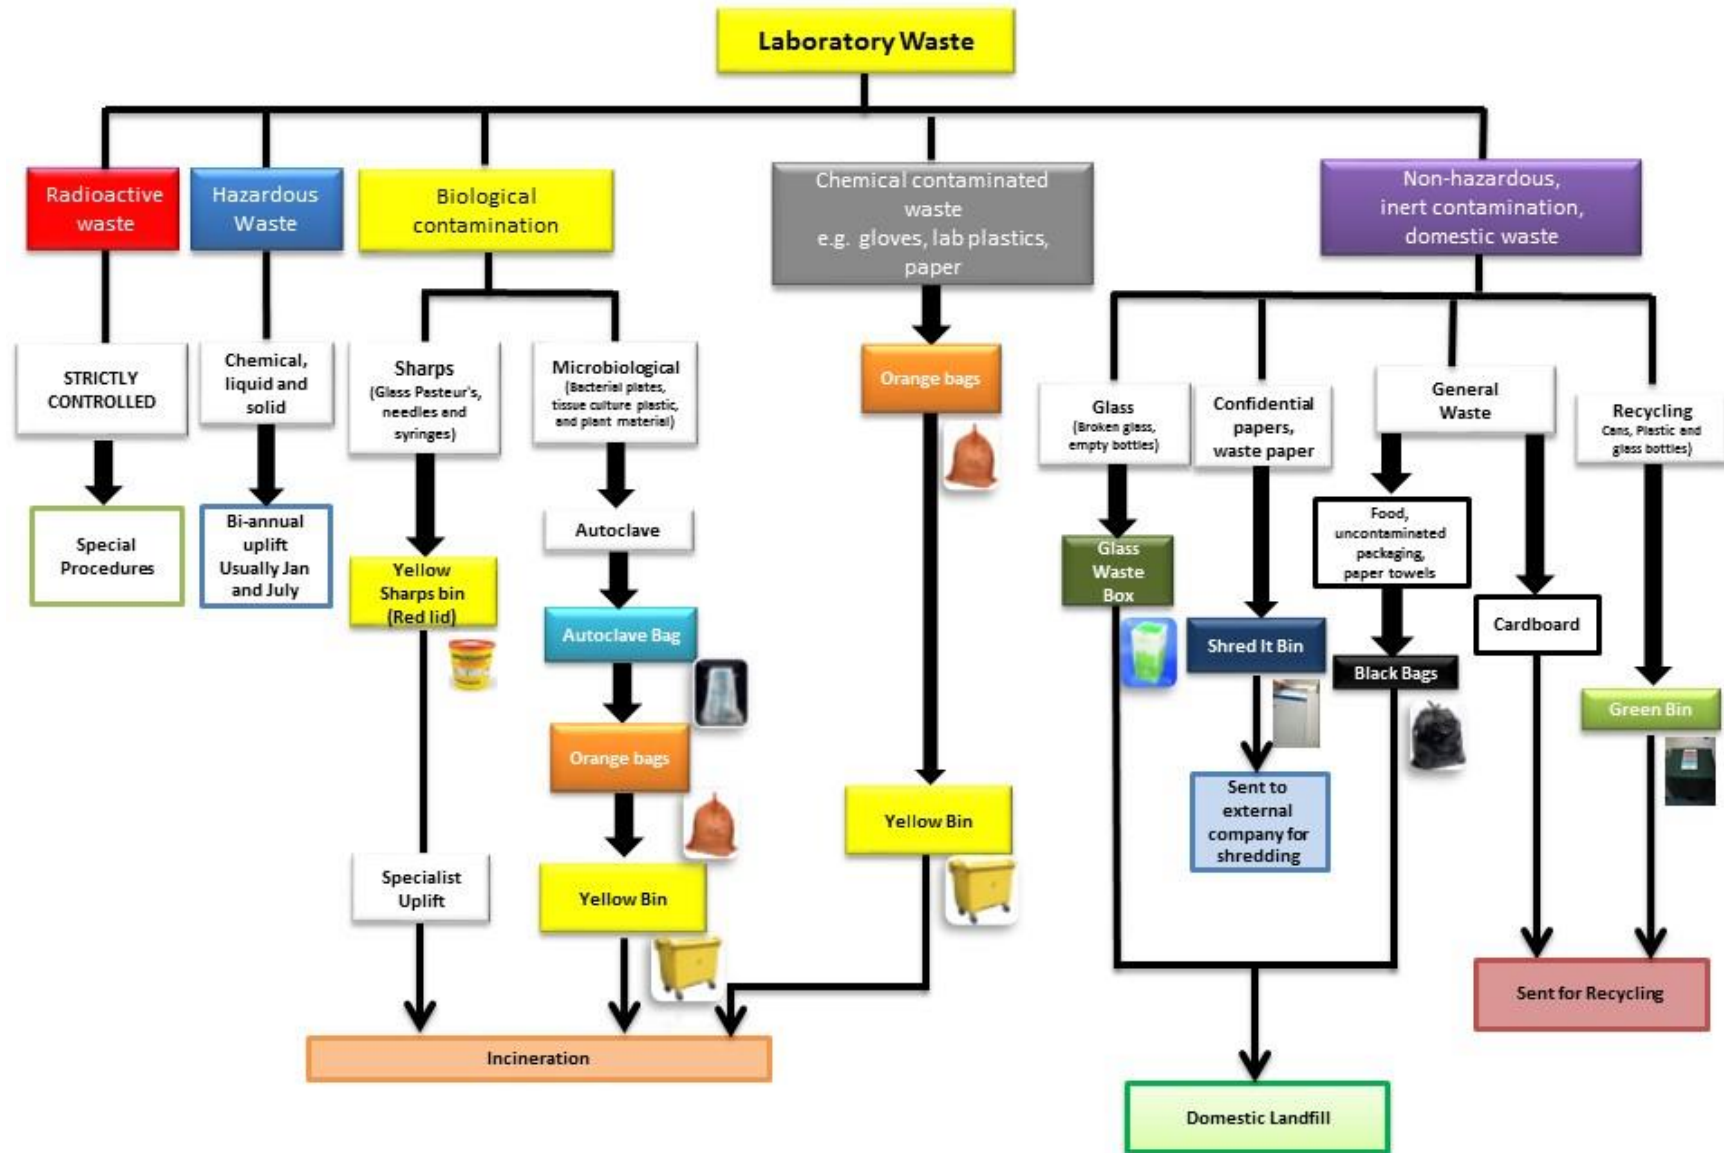 Laboratory Waste
Radioactive
waste
Hazardous
Waste
Biological
contamination
Chemical contaminated
waste
e.g. gloves, lab plastics,
paper
Non-hazardous,
inert contamination,
domestic waste
STRICTLY
CONTROLLED
Chemical,
liquid and
solid
Sharps
(Glass Pasteur's,
needles and
syringes)
Microbiological
(Bacterial plates,
tissue culture plastic,
and plant material)
Orange bags
Glass
(Broken glass,
empty bottles)
Confidential
papers,
waste paper
General
Waste
Recycling
Cans, Plastic and
glass bottles)
Special
Procedures
Bi-annual
uplift
Usually Jan
and July
Yellow
Sharps bin
(Red lid)
Autoclave
Autoclave Bag
Orange bags
Yellow Bin
Specialist
Uplift
Yellow Bin
Glass
Waste
Box
Shred It Bin
Sent to
external
company for
shredding
Food,
uncontaminated
packaging,
paper towels
Black Bags
Cardboard
Green Bin
Sent for Recycling
Incineration
Domestic Landfill